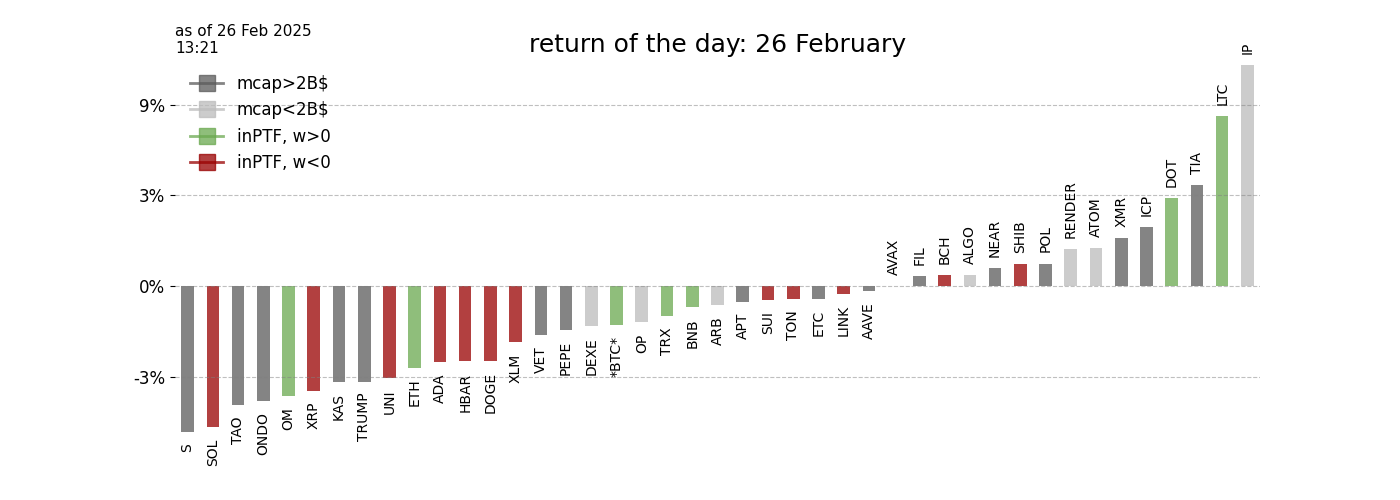 as of 26 Feb 2025
13:21
return of the day: 26 February
mcap>2B$
mcap<2B$
inPTF, w>0
inPTF, w<0
9%
3%
0%
-3%
S
SOL
TAO
ONDO
OM
XRP
KAS
TRUMP
UNI
ETH
ADA
HBAR
DOGE
XLM
VET
PEPE
DEXE
*BTC*
OP
TRX
BNB
ARB
APT
SUI
TON
ETC
LINK
AAVE
AVAX
FIL
BCH
ALGO
NEAR
SHIB
POL
RENDER
ATOM
XMR
ICP
DOT
TIA
LTC
IP